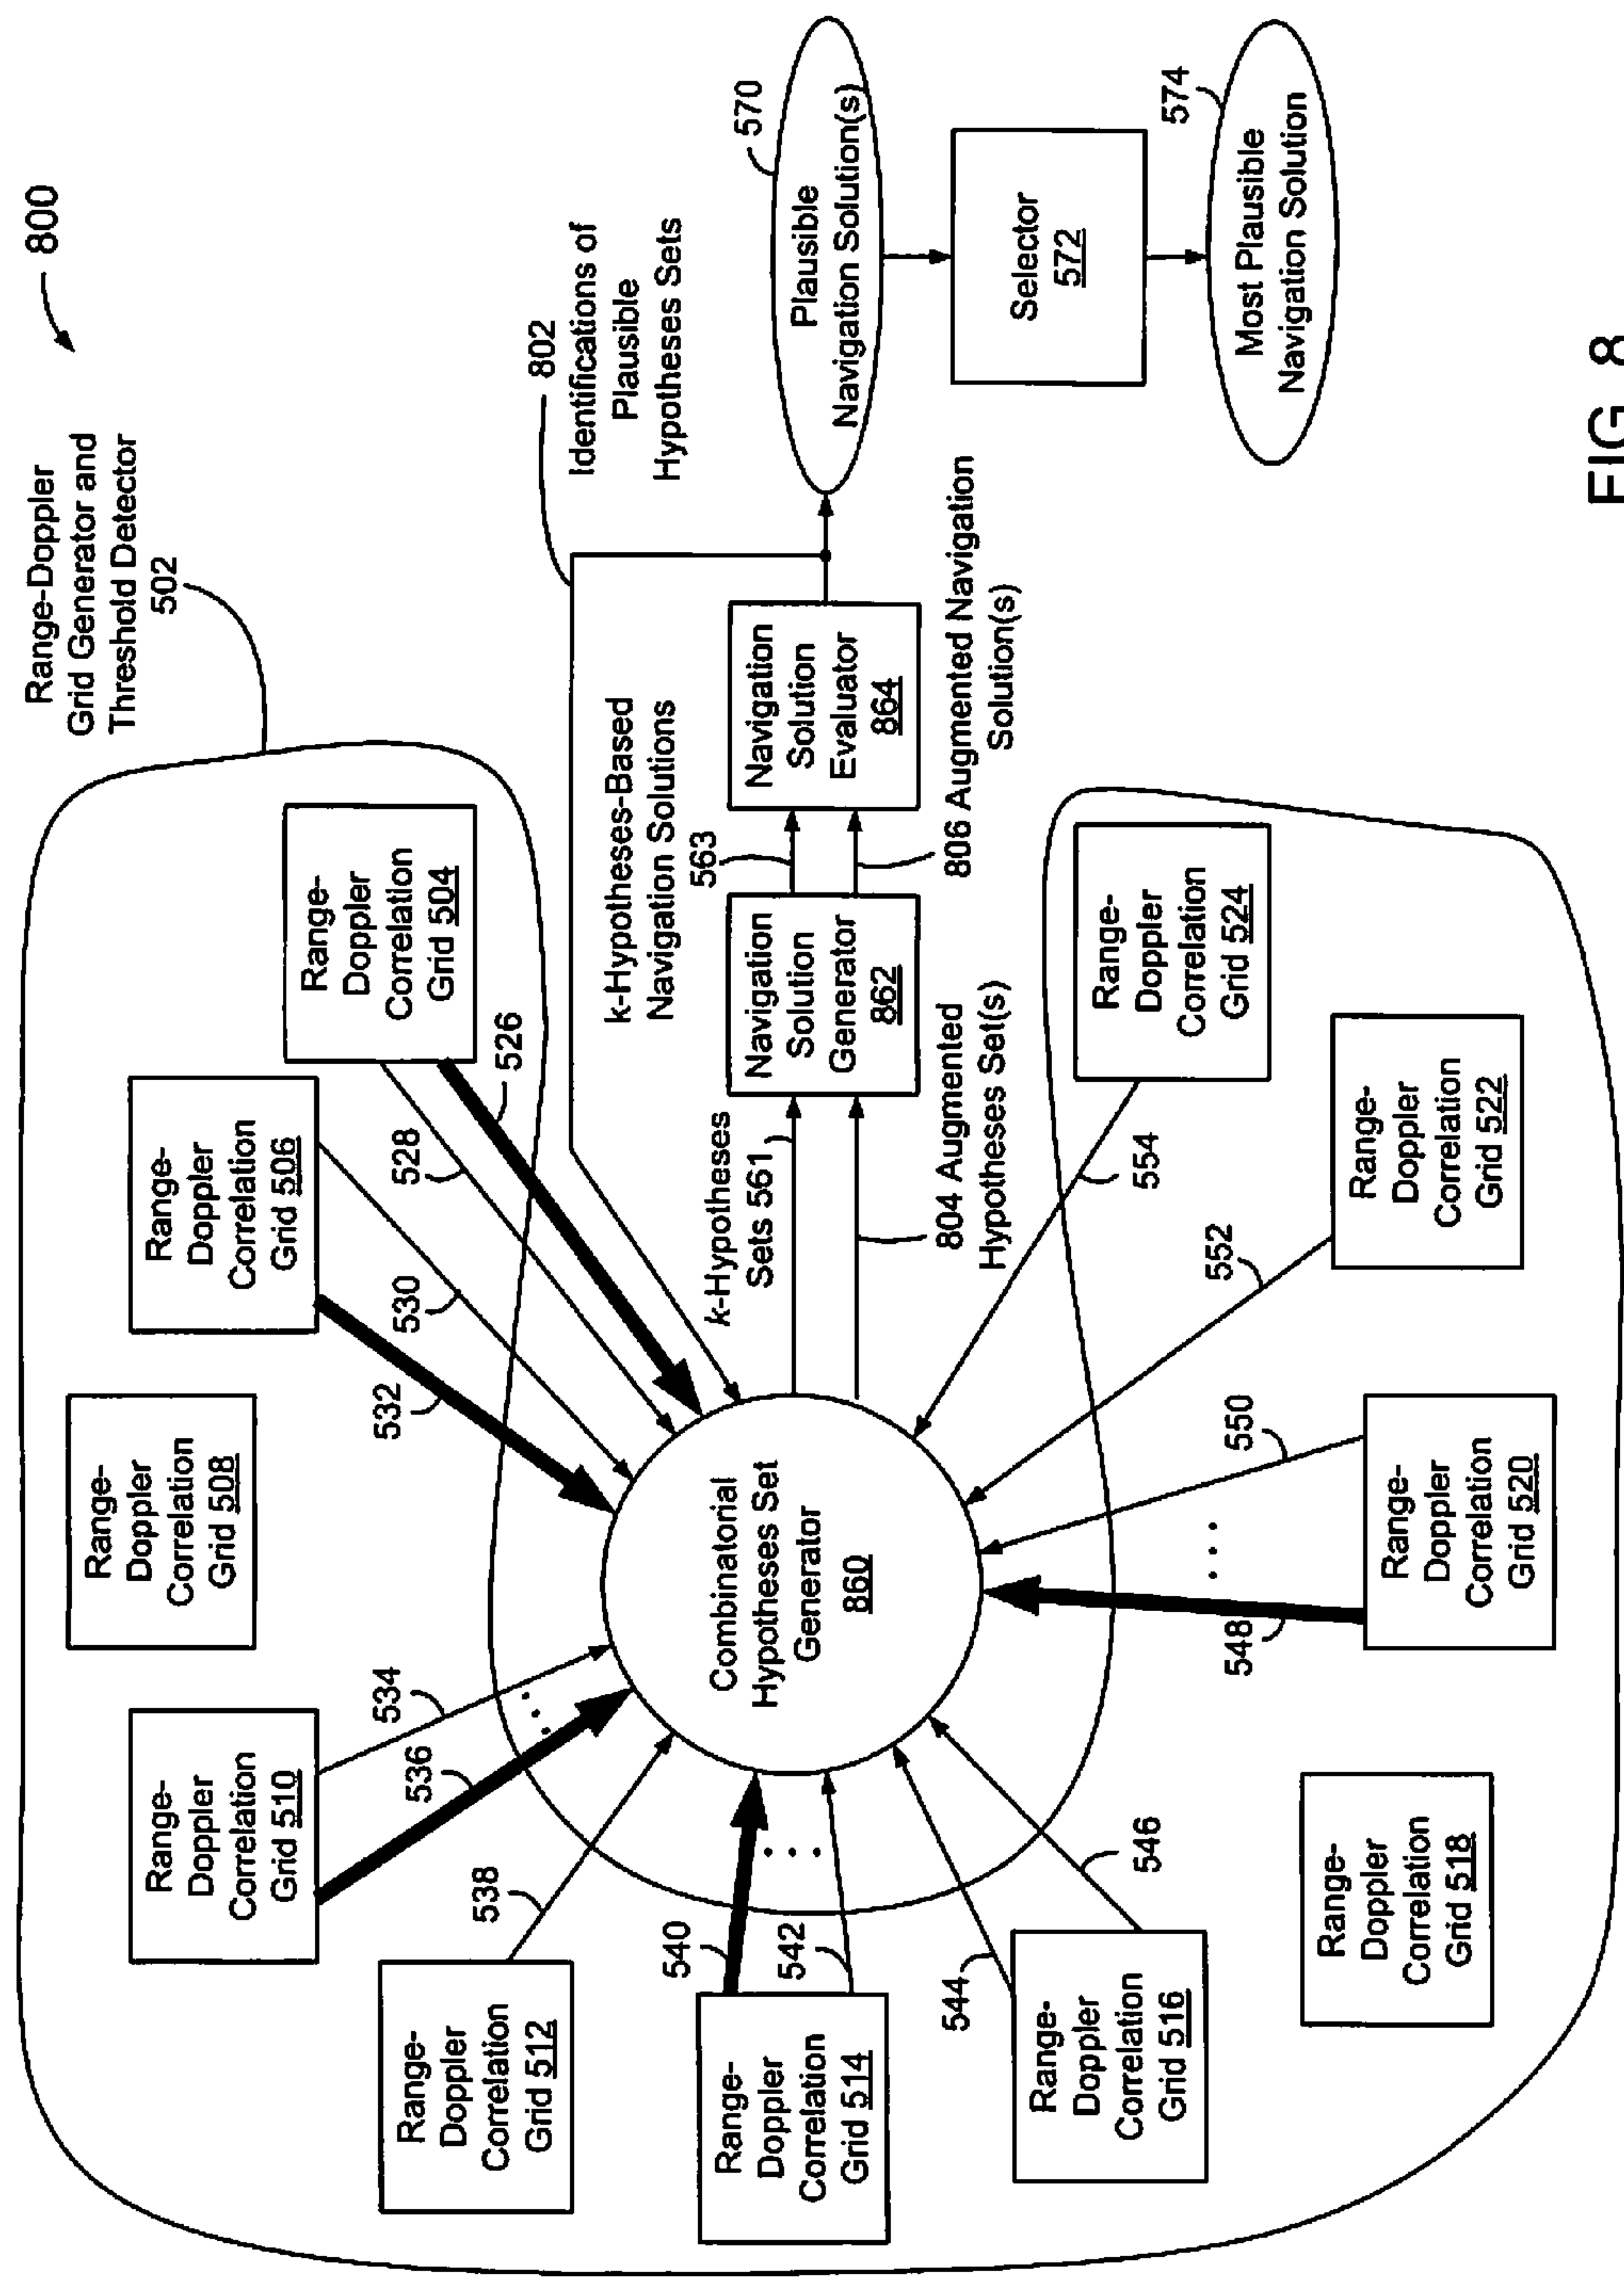 800
Range-Doppler
Grid Generator and
Threshold Detector
502
Range-
Doppler
Correlation
Grid 510
Range-
Doppler
Correlation
Grid 508
Range-
Doppler
Correlation
Grid 506
Range-
Doppler
Correlation
Grid 504
Range-
Doppler
Correlation
Grid 512
Range-
Doppler
Correlation
Grid 514
Range-
Doppler
Correlation
Grid 516
Range-
Doppler
Correlation
Grid 518
Range-
Doppler
Correlation
Grid 520
Range-
Doppler
Correlation
Grid 522
Range-
Doppler
Correlation
Grid 524
534
536
538
532
530
528
526
540
542
544
546
548
550
552
554
Combinatorial
Hypotheses Set
Generator
860
k-Hypotheses
Sets 561
804 Augmented
Hypotheses Set(s)
Navigation
Solution
Generator
862
k-Hypotheses-Based
Navigation Solutions
563
806 Augmented Navigation
Solution(s)
Navigation
Solution
Evaluator
864
802
Identifications of
Plausible
Hypotheses Sets
570
Plausible
Navigation Solution(s)
Selector
572
574
Most Plausible
Navigation Solution
FIG. 8